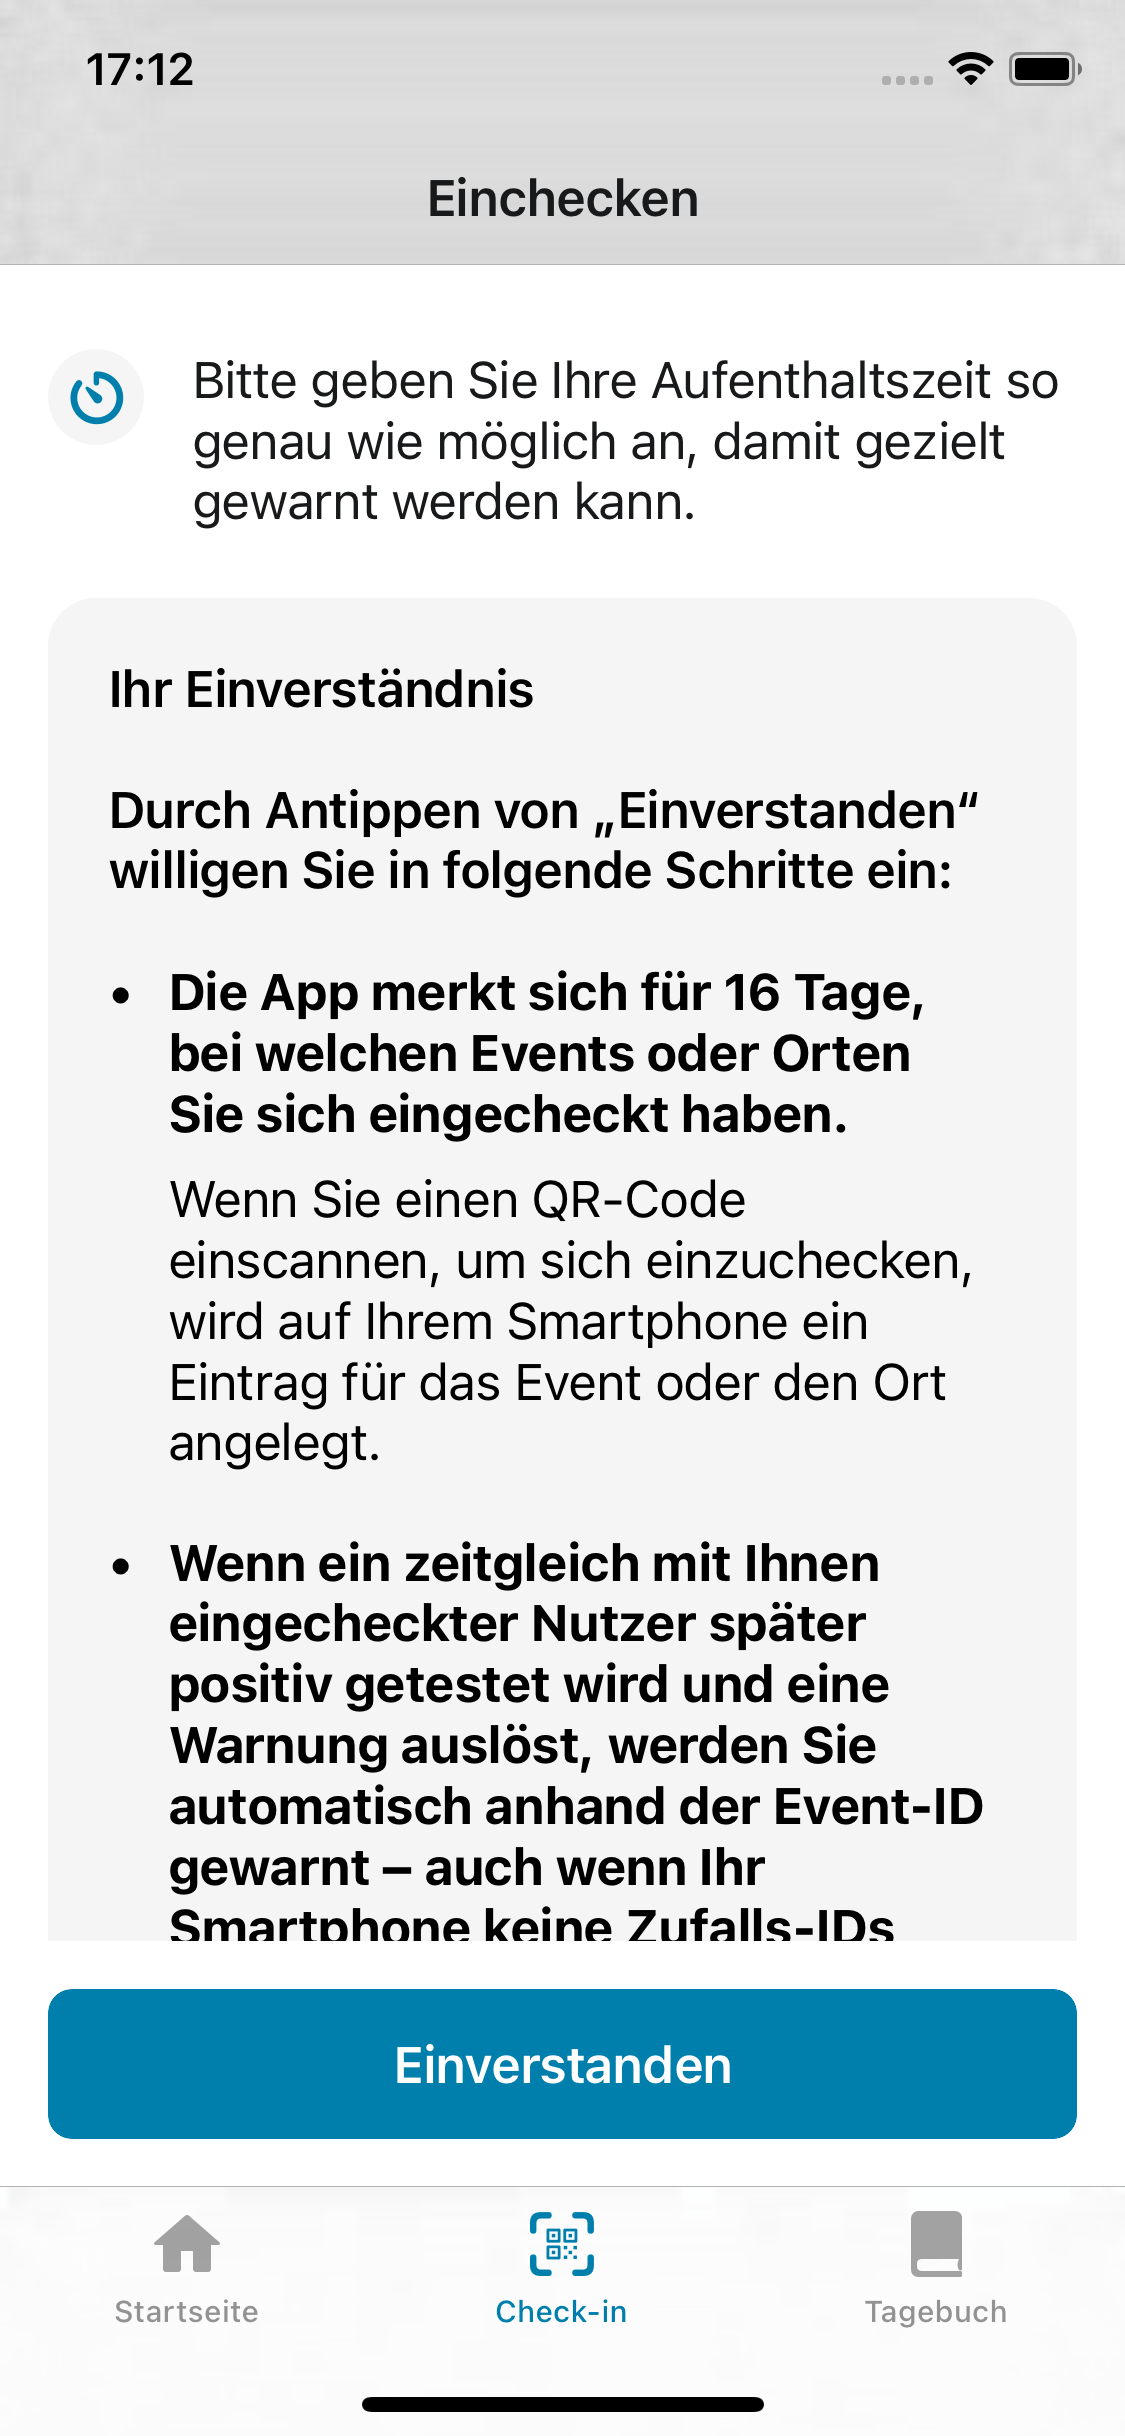 17:12
Einchecken
Bitte geben Sie Ihre Aufenthaltszeit so
genau wie möglich an, damit gezielt
gewarnt werden kann.
Ihr Einverständnis
Durch Antippen von „Einverstanden“
willigen Sie in folgende Schritte ein:
• Die App merkt sich für 16 Tage,
bei welchen Events oder Orten
Sie sich eingecheckt haben.
Wenn Sie einen QR-Code
einscannen, um sich einzuchecken,
wird auf Ihrem Smartphone ein
Eintrag für das Event oder den Ort
angelegt.
• Wenn ein zeitgleich mit Ihnen
eingecheckter Nutzer später
positiv getestet wird und eine
Warnung auslöst, werden Sie
automatisch anhand der Event-ID
gewarnt – auch wenn Ihr
Smartphone keine Zufalls-IDs
Einverstanden
Startseite
Check-in
Tagebuch